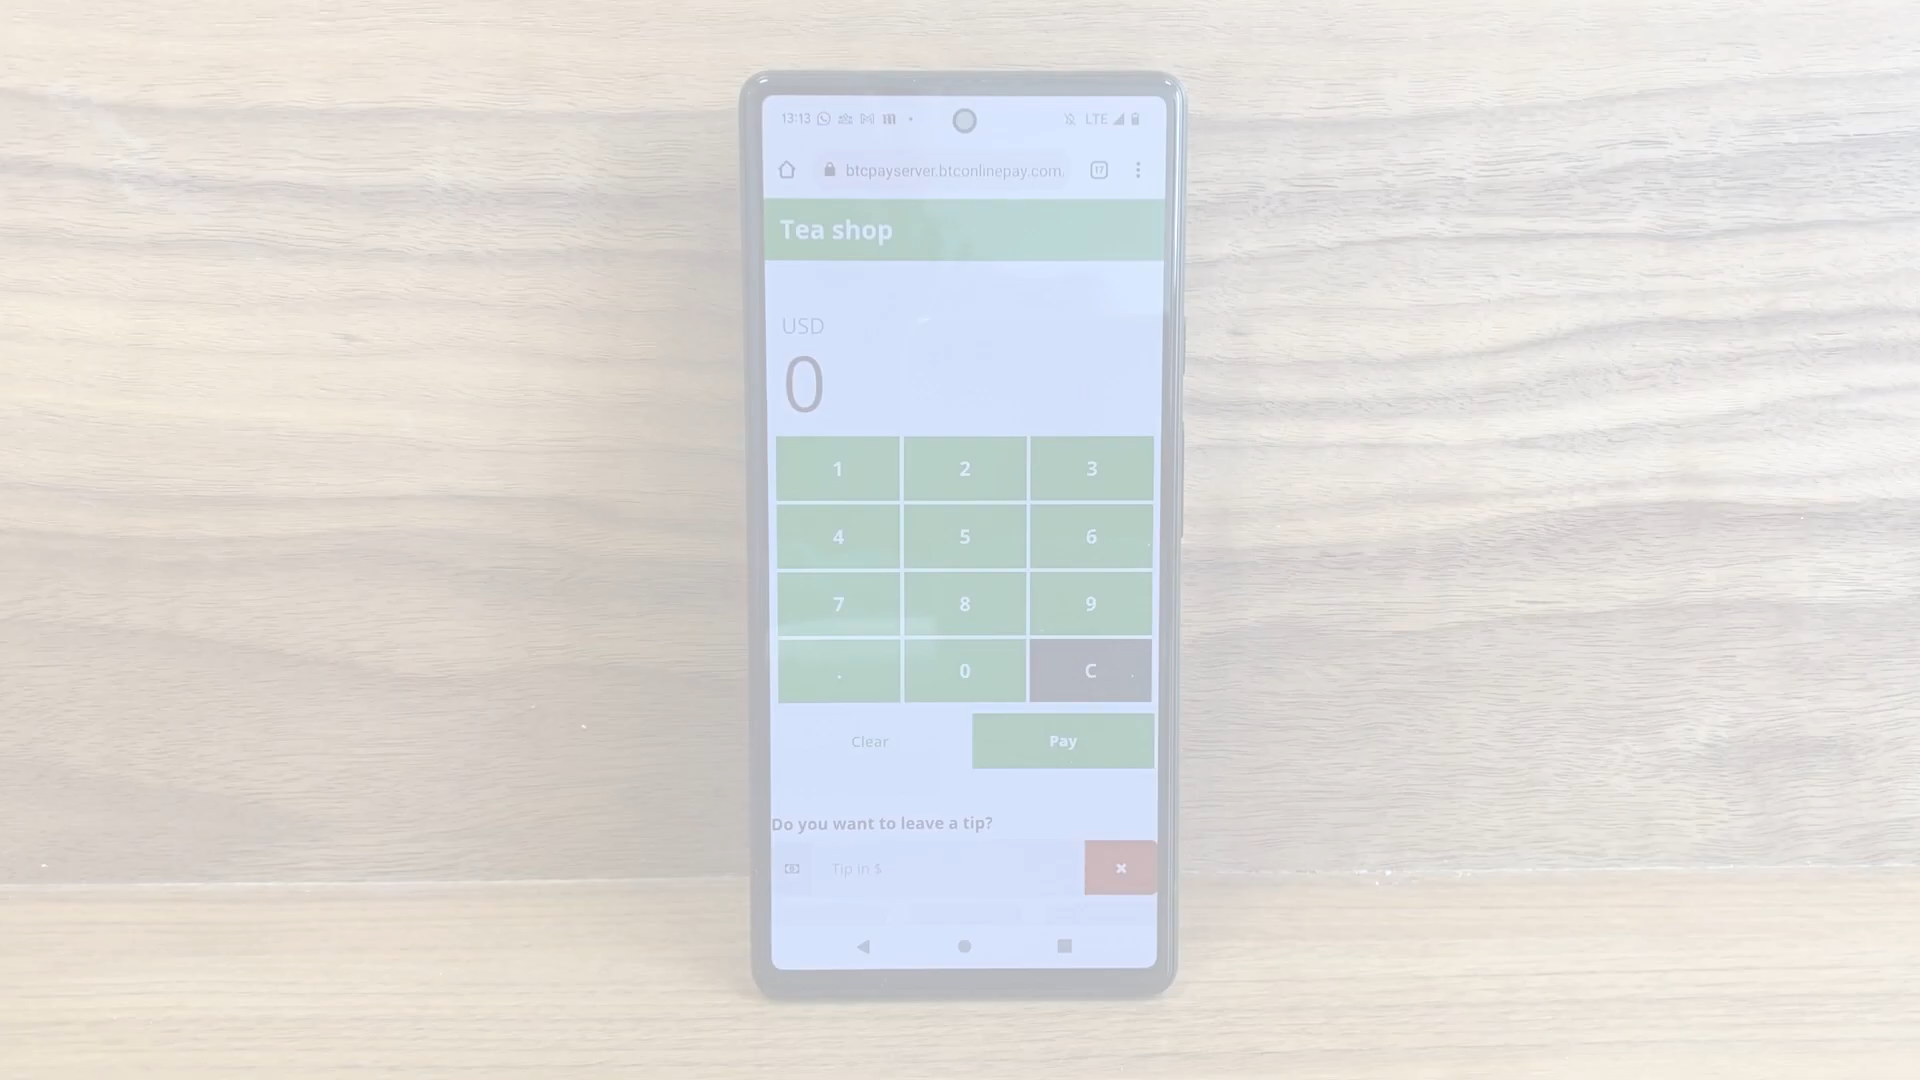 13:13 LTE
btcpayserver.btconlinepay.com 17
Tea shop
USD
0
1 2 3
4 5 6
7 8 9
. 0 C
Clear Pay
Do you want to leave a tip?
Tip in $